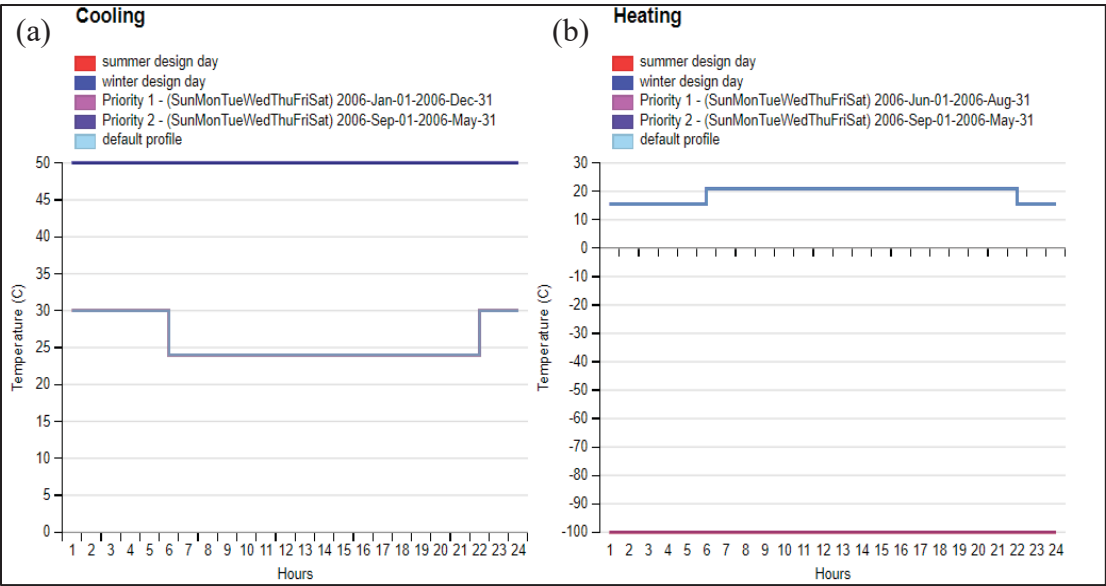 (a)
Cooling
summer design day
winter design day
Priority 1 - (SunMonTueWedThuFriSat) 2006-Jan-01-2006-Dec-31
Priority 2 - (SunMonTueWedThuFriSat) 2006-Sep-01-2006-May-31
default profile
50
45
40
35
30
25
20
15
10
5
0
Temperature (C)
1 2 3 4 5 6 7 8 9 10 11 12 13 14 15 16 17 18 19 20 21 22 23 24
Hours
(b)
Heating
summer design day
winter design day
Priority 1 - (SunMonTueWedThuFriSat) 2006-Jun-01-2006-Aug-31
Priority 2 - (SunMonTueWedThuFriSat) 2006-Sep-01-2006-May-31
default profile
30
20
10
0
-10
-20
-30
-40
-50
-60
-70
-80
-90
-100
Temperature (C)
1 2 3 4 5 6 7 8 9 10 11 12 13 14 15 16 17 18 19 20 21 22 23 24
Hours